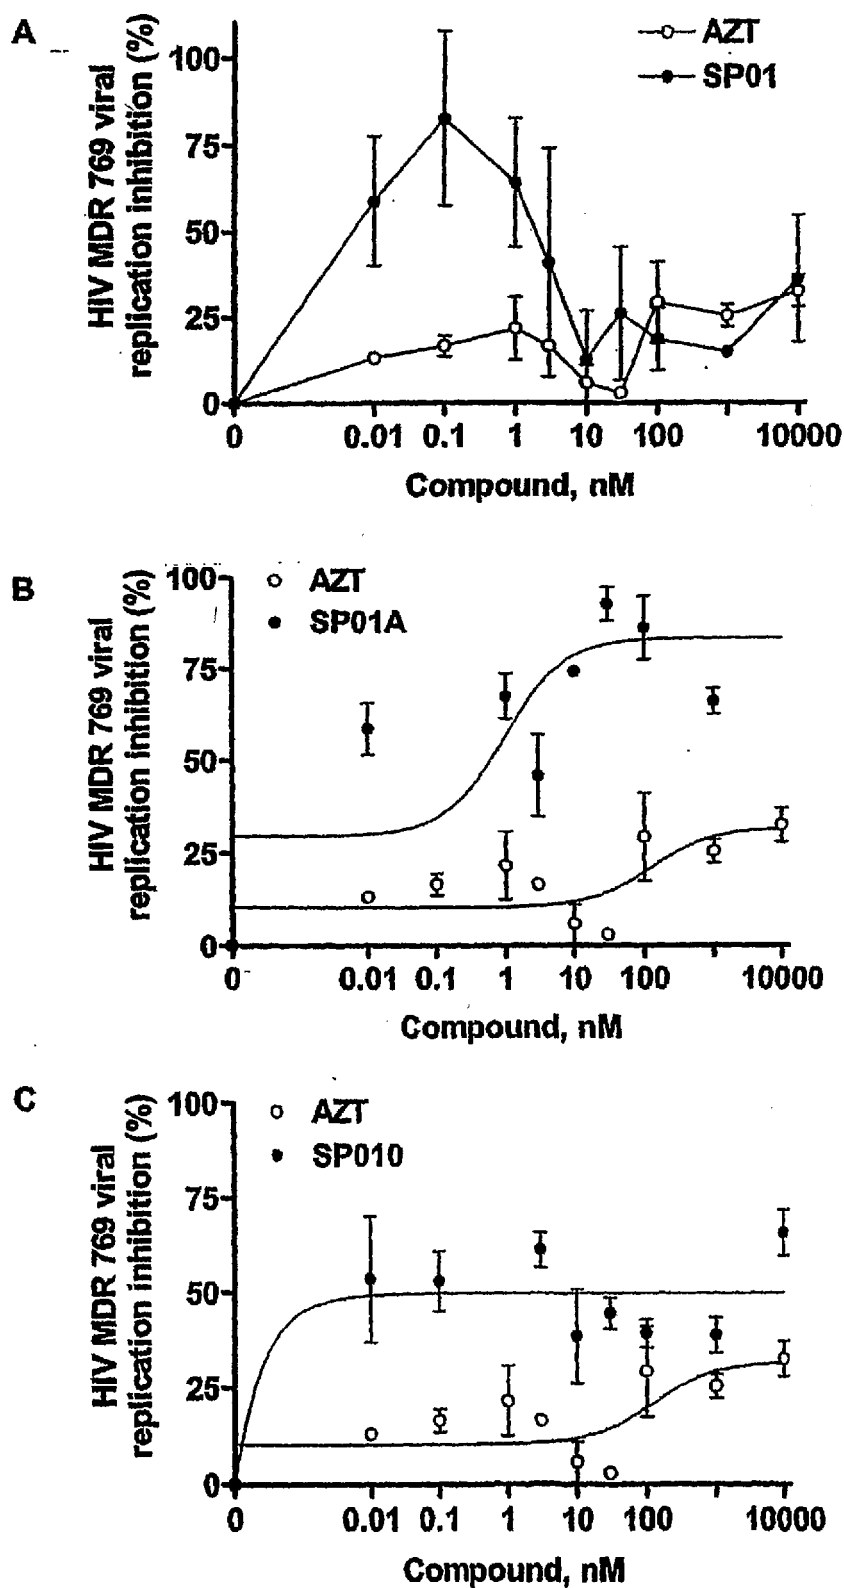 A
HIV MDR 769 viral
replication inhibition (%)
AZT
SP01
100
75
50
25
0
0 0.01 0.1 1 10 100 10000
Compound, nM
B
HIV MDR 769 viral
replication inhibition (%)
AZT
SP01A
100
75
50
25
0
0 0.01 0.1 1 10 100 10000
Compound, nM
C
HIV MDR 769 viral
replication inhibition (%)
AZT
SP010
100
75
50
25
0
0 0.01 0.1 1 10 100 10000
Compound, nM